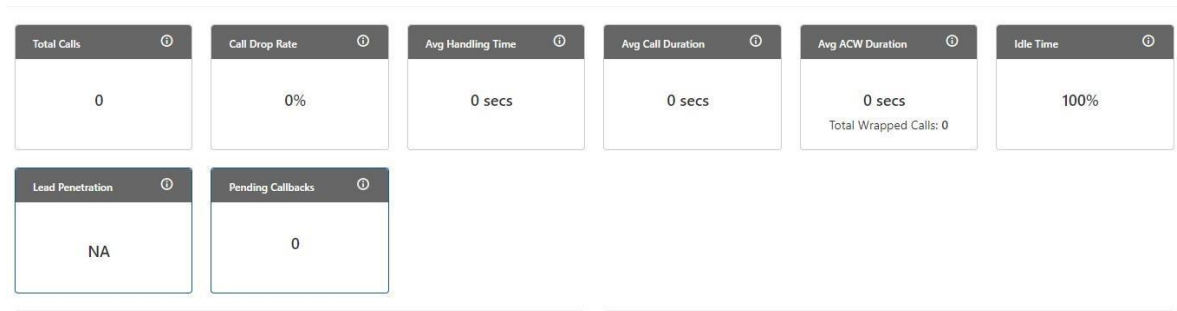 Total Calls
0
Call Drop Rate
0%
Avg Handling Time
0 secs
Avg Call Duration
0 secs
Avg ACW Duration
0 secs
Total Wrapped Calls: 0
Idle Time
100%
Lead Penetration
NA
Pending Callbacks
0